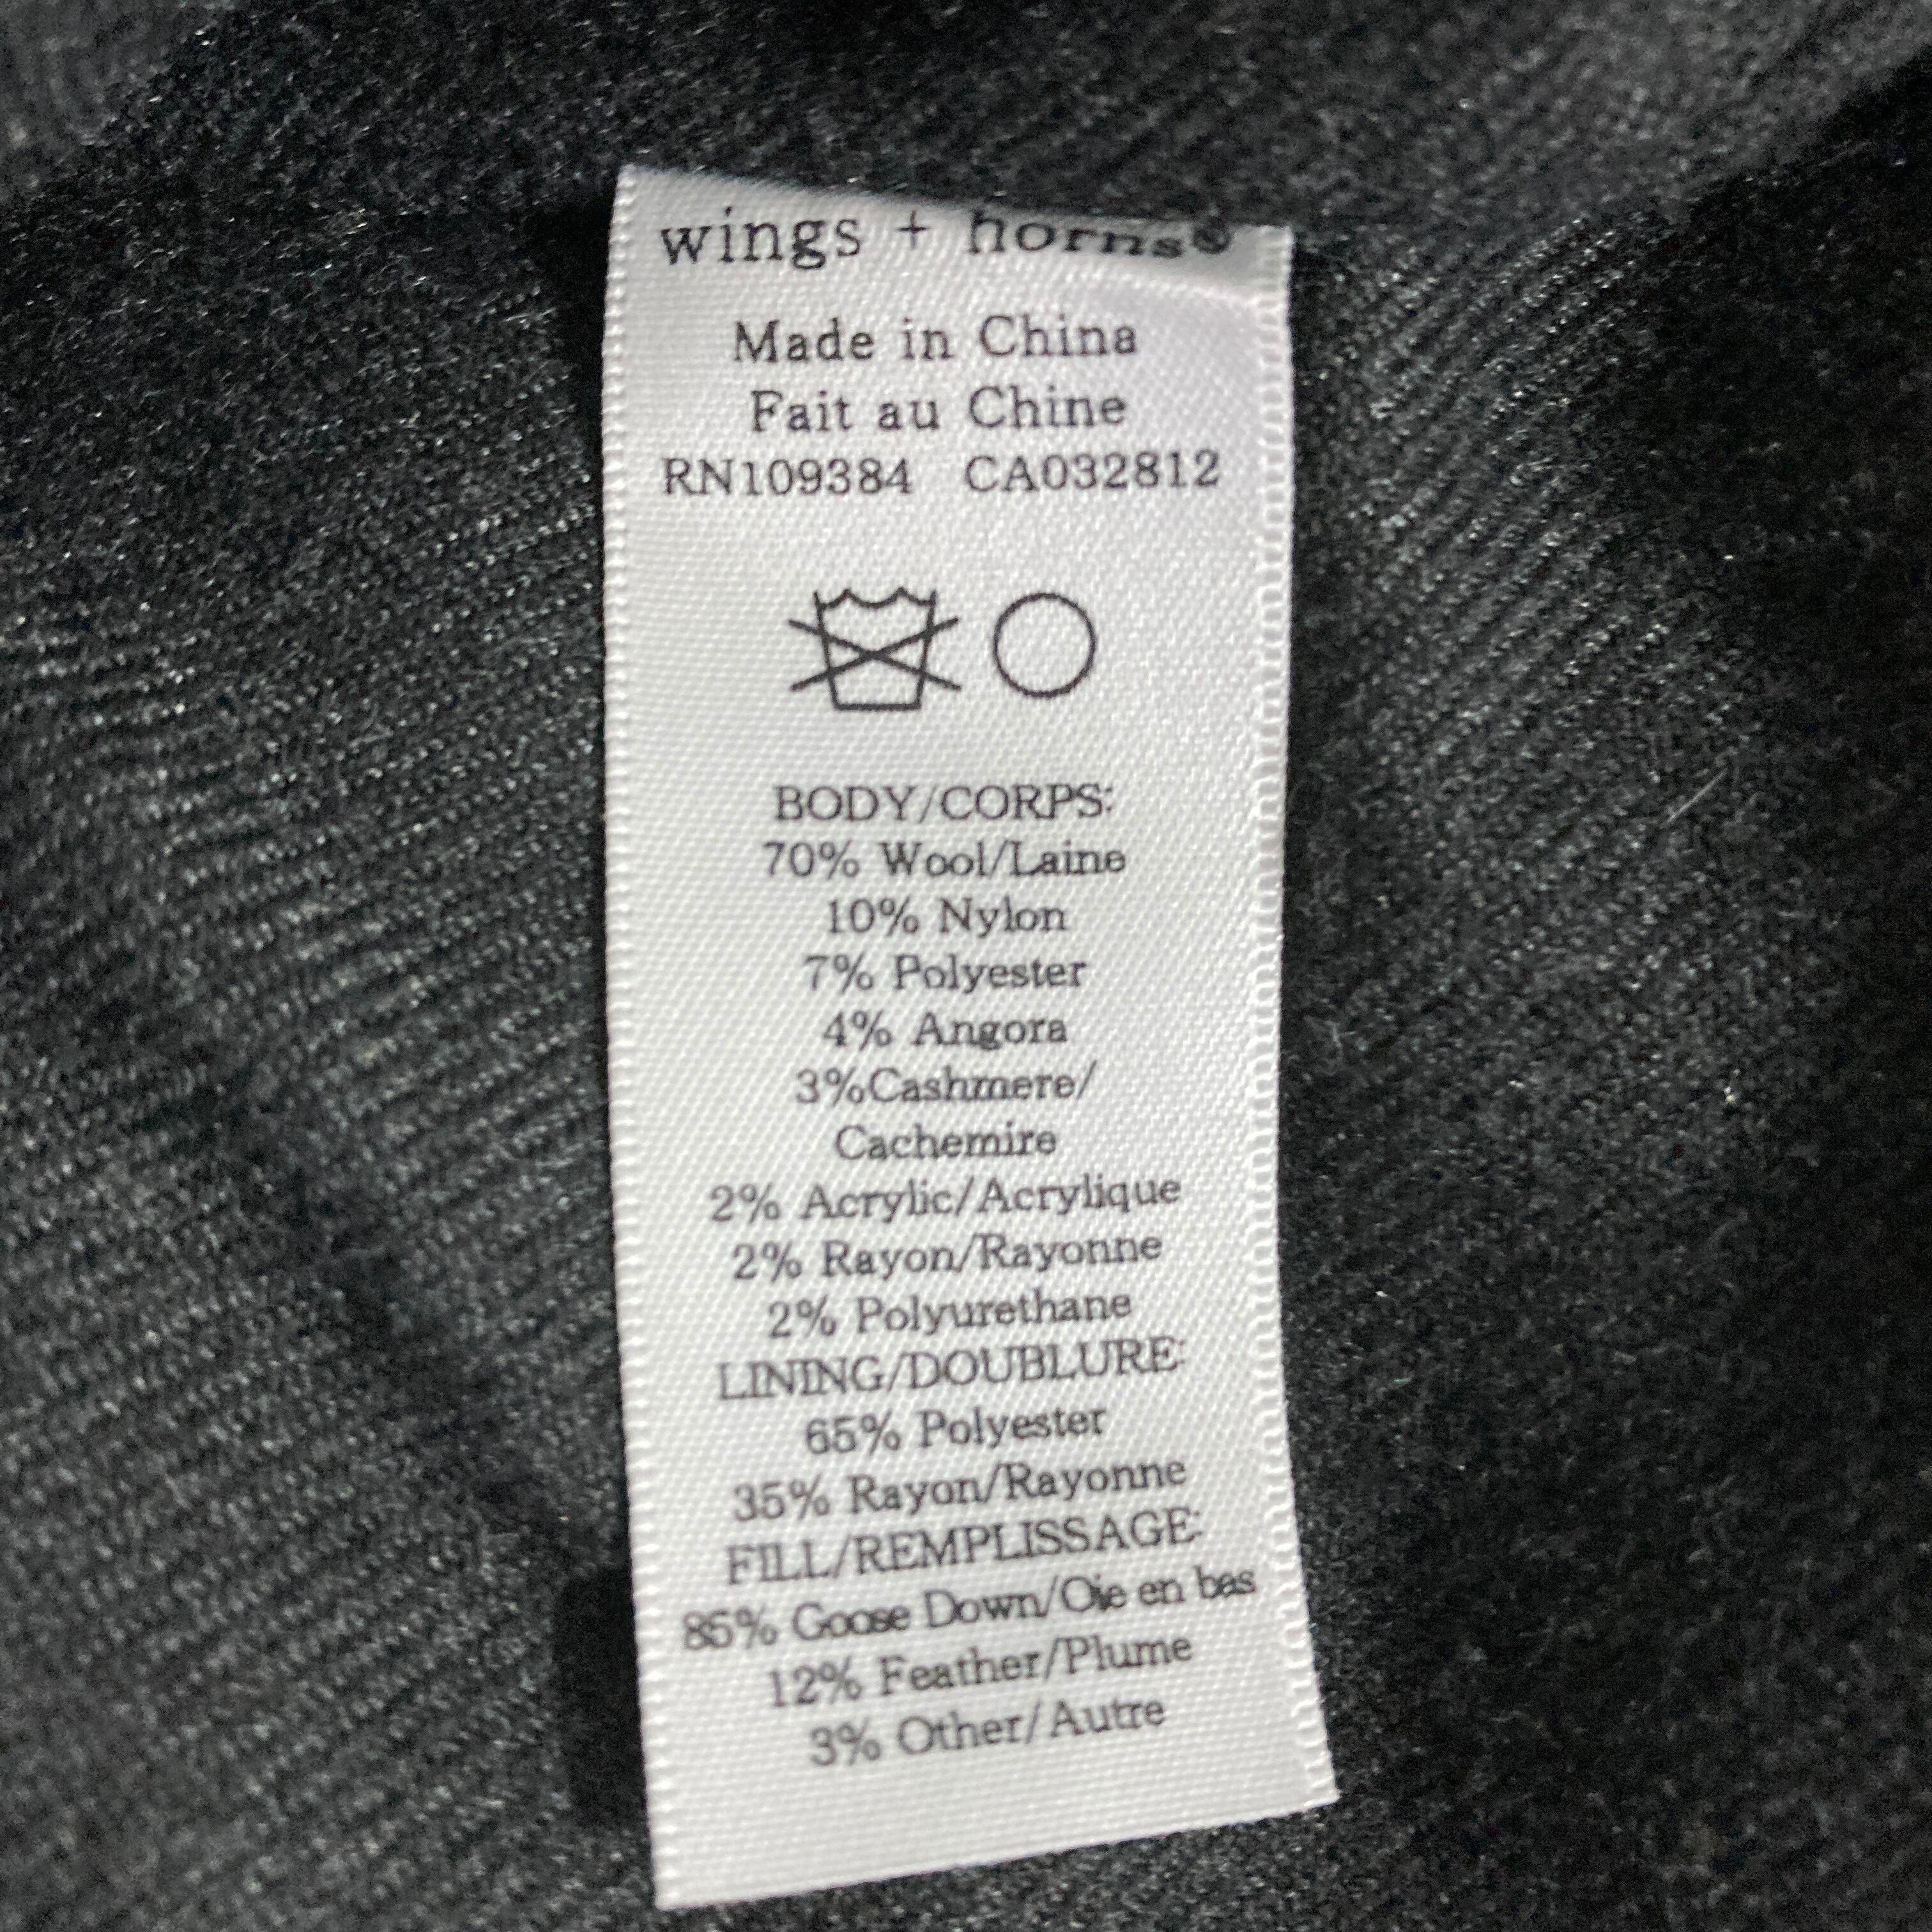 wings + horns®
Made in China
Fait au Chine
RN109384 CA032812
BODY/CORPS:
70% Wool/Laine
10% Nylon
7% Polyester
4% Angora
3%Cashmere/
Cachemire
2% Acrylic/Acrylique
2% Rayon/Rayonne
2% Polyurethane
LINING/DOUBLURE:
65% Polyester
35% Rayon/Rayonne
FILL/REMPLISSAGE:
85% Goose Down/Oie en bas
12% Feather/Plume
3% Other/Autre